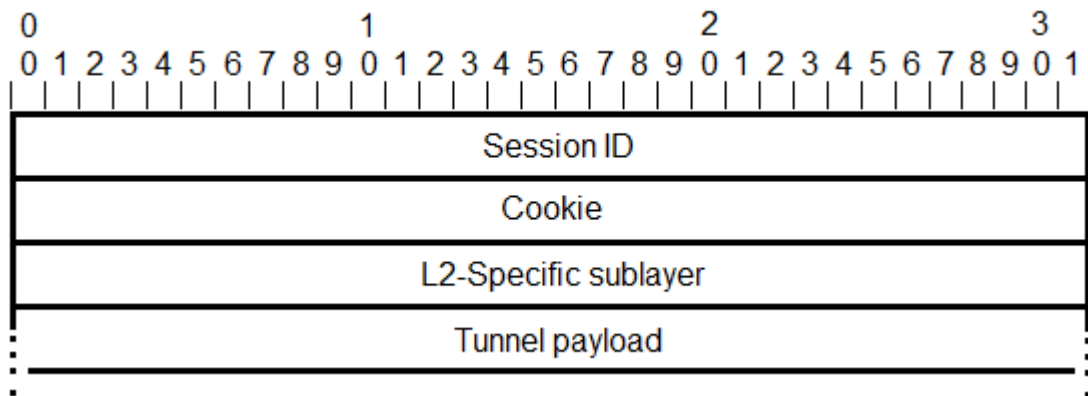 0 1 2 3
0 1 2 3 4 5 6 7 8 9 0 1 2 3 4 5 6 7 8 9 0 1 2 3 4 5 6 7 8 9 0 1
Session ID
Cookie
L2-Specific sublayer
Tunnel payload